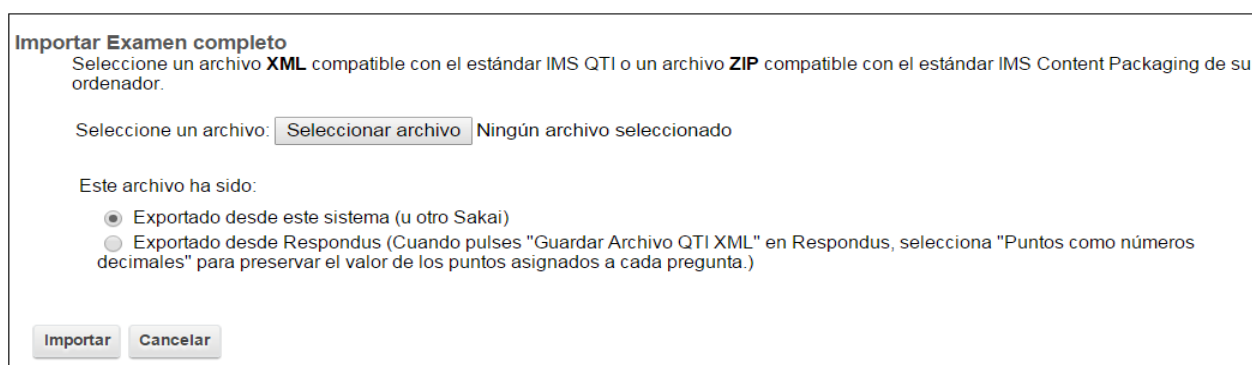 Importar Examen completo
Seleccione un archivo XML compatible con el estándar IMS QTI o un archivo ZIP compatible con el estándar IMS Content Packaging de su
ordenador.
Seleccione un archivo: Seleccionar archivo Ningún archivo seleccionado
Este archivo ha sido:
Exportado desde este sistema (u otro Sakai)
Exportado desde Respondus (Cuando pulses "Guardar Archivo QTI XML" en Respondus, selecciona "Puntos como números
decimales" para preservar el valor de los puntos asignados a cada pregunta.)
Importar Cancelar